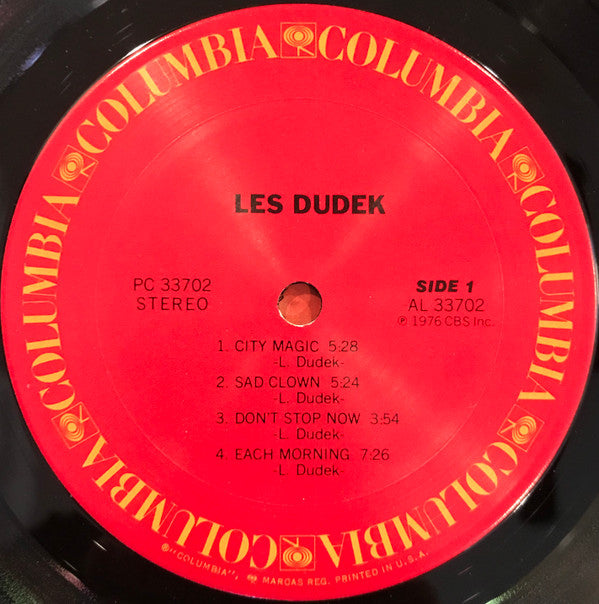 COLUMBIA COLUMBIA COLUMBIA COLUMBIA COLUMBIA COLUMBIA
LES DUDEK
PC 33702
STEREO
SIDE 1
AL 33702
℗ 1976 CBS Inc.
1. CITY MAGIC 5:28
-L. Dudek-
2. SAD CLOWN 5:24
-L. Dudek-
3. DON'T STOP NOW 3:54
-L. Dudek-
4. EACH MORNING 7:26
-L. Dudek-
®"COLUMBIA", MARCAS REG. PRINTED IN U.S.A.